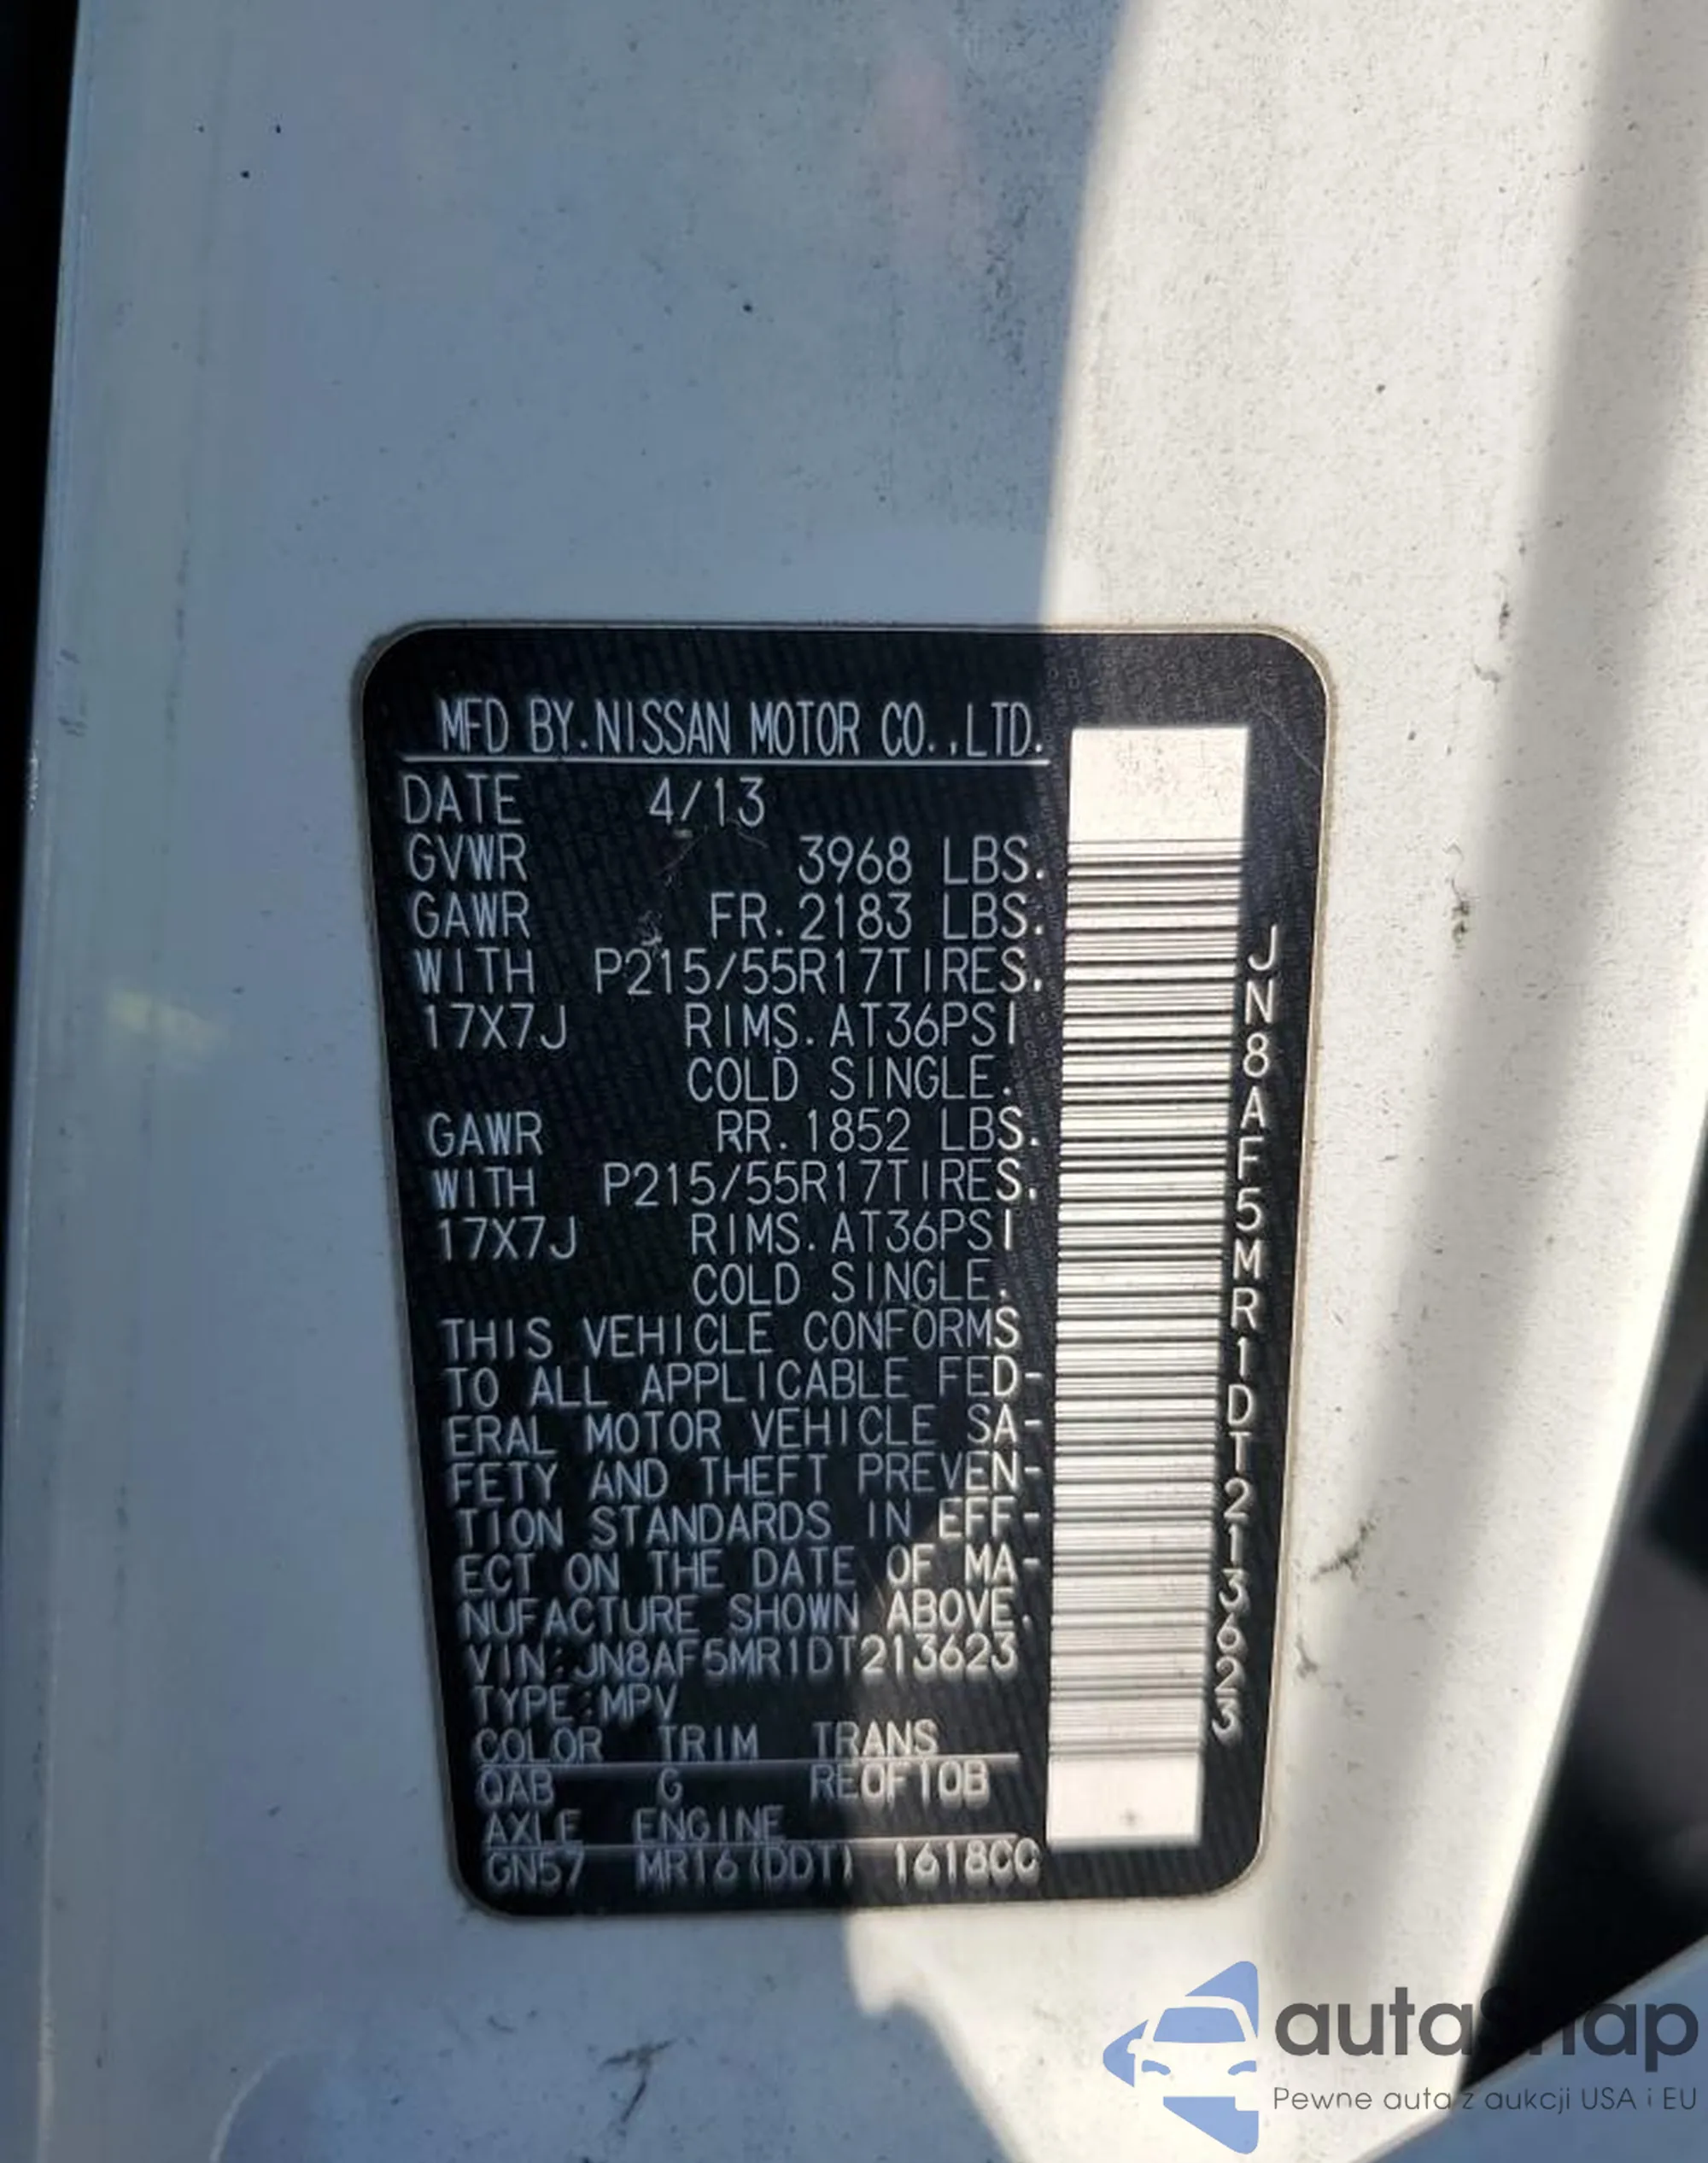 MFD BY.NISSAN MOTOR CO.,LTD.
DATE 4/13
GVWR 3968 LBS.
GAWR FR.2183 LBS.
WITH P215/55R17TIRES.
17X7J RIMS.AT36PSI
COLD SINGLE.
GAWR RR.1852 LBS.
WITH P215/55R17TIRES.
17X7J RIMS.AT36PSI
COLD SINGLE.
THIS VEHICLE CONFORMS
TO ALL APPLICABLE FED-
ERAL MOTOR VEHICLE SA-
FETY AND THEFT PREVEN-
TION STANDARDS IN EFF-
ECT ON THE DATE OF MA-
NUFACTURE SHOWN ABOVE.
VIN:JN8AF5MR1DT213623
TYPE:MPV
COLOR TRIM TRANS
QAB G RE0F10B
AXLE ENGINE
GN57 MR16(DDT) 1618CC
JN8AF5MR1DT213623
autaSnap
Pewne auta z aukcji USA i EU